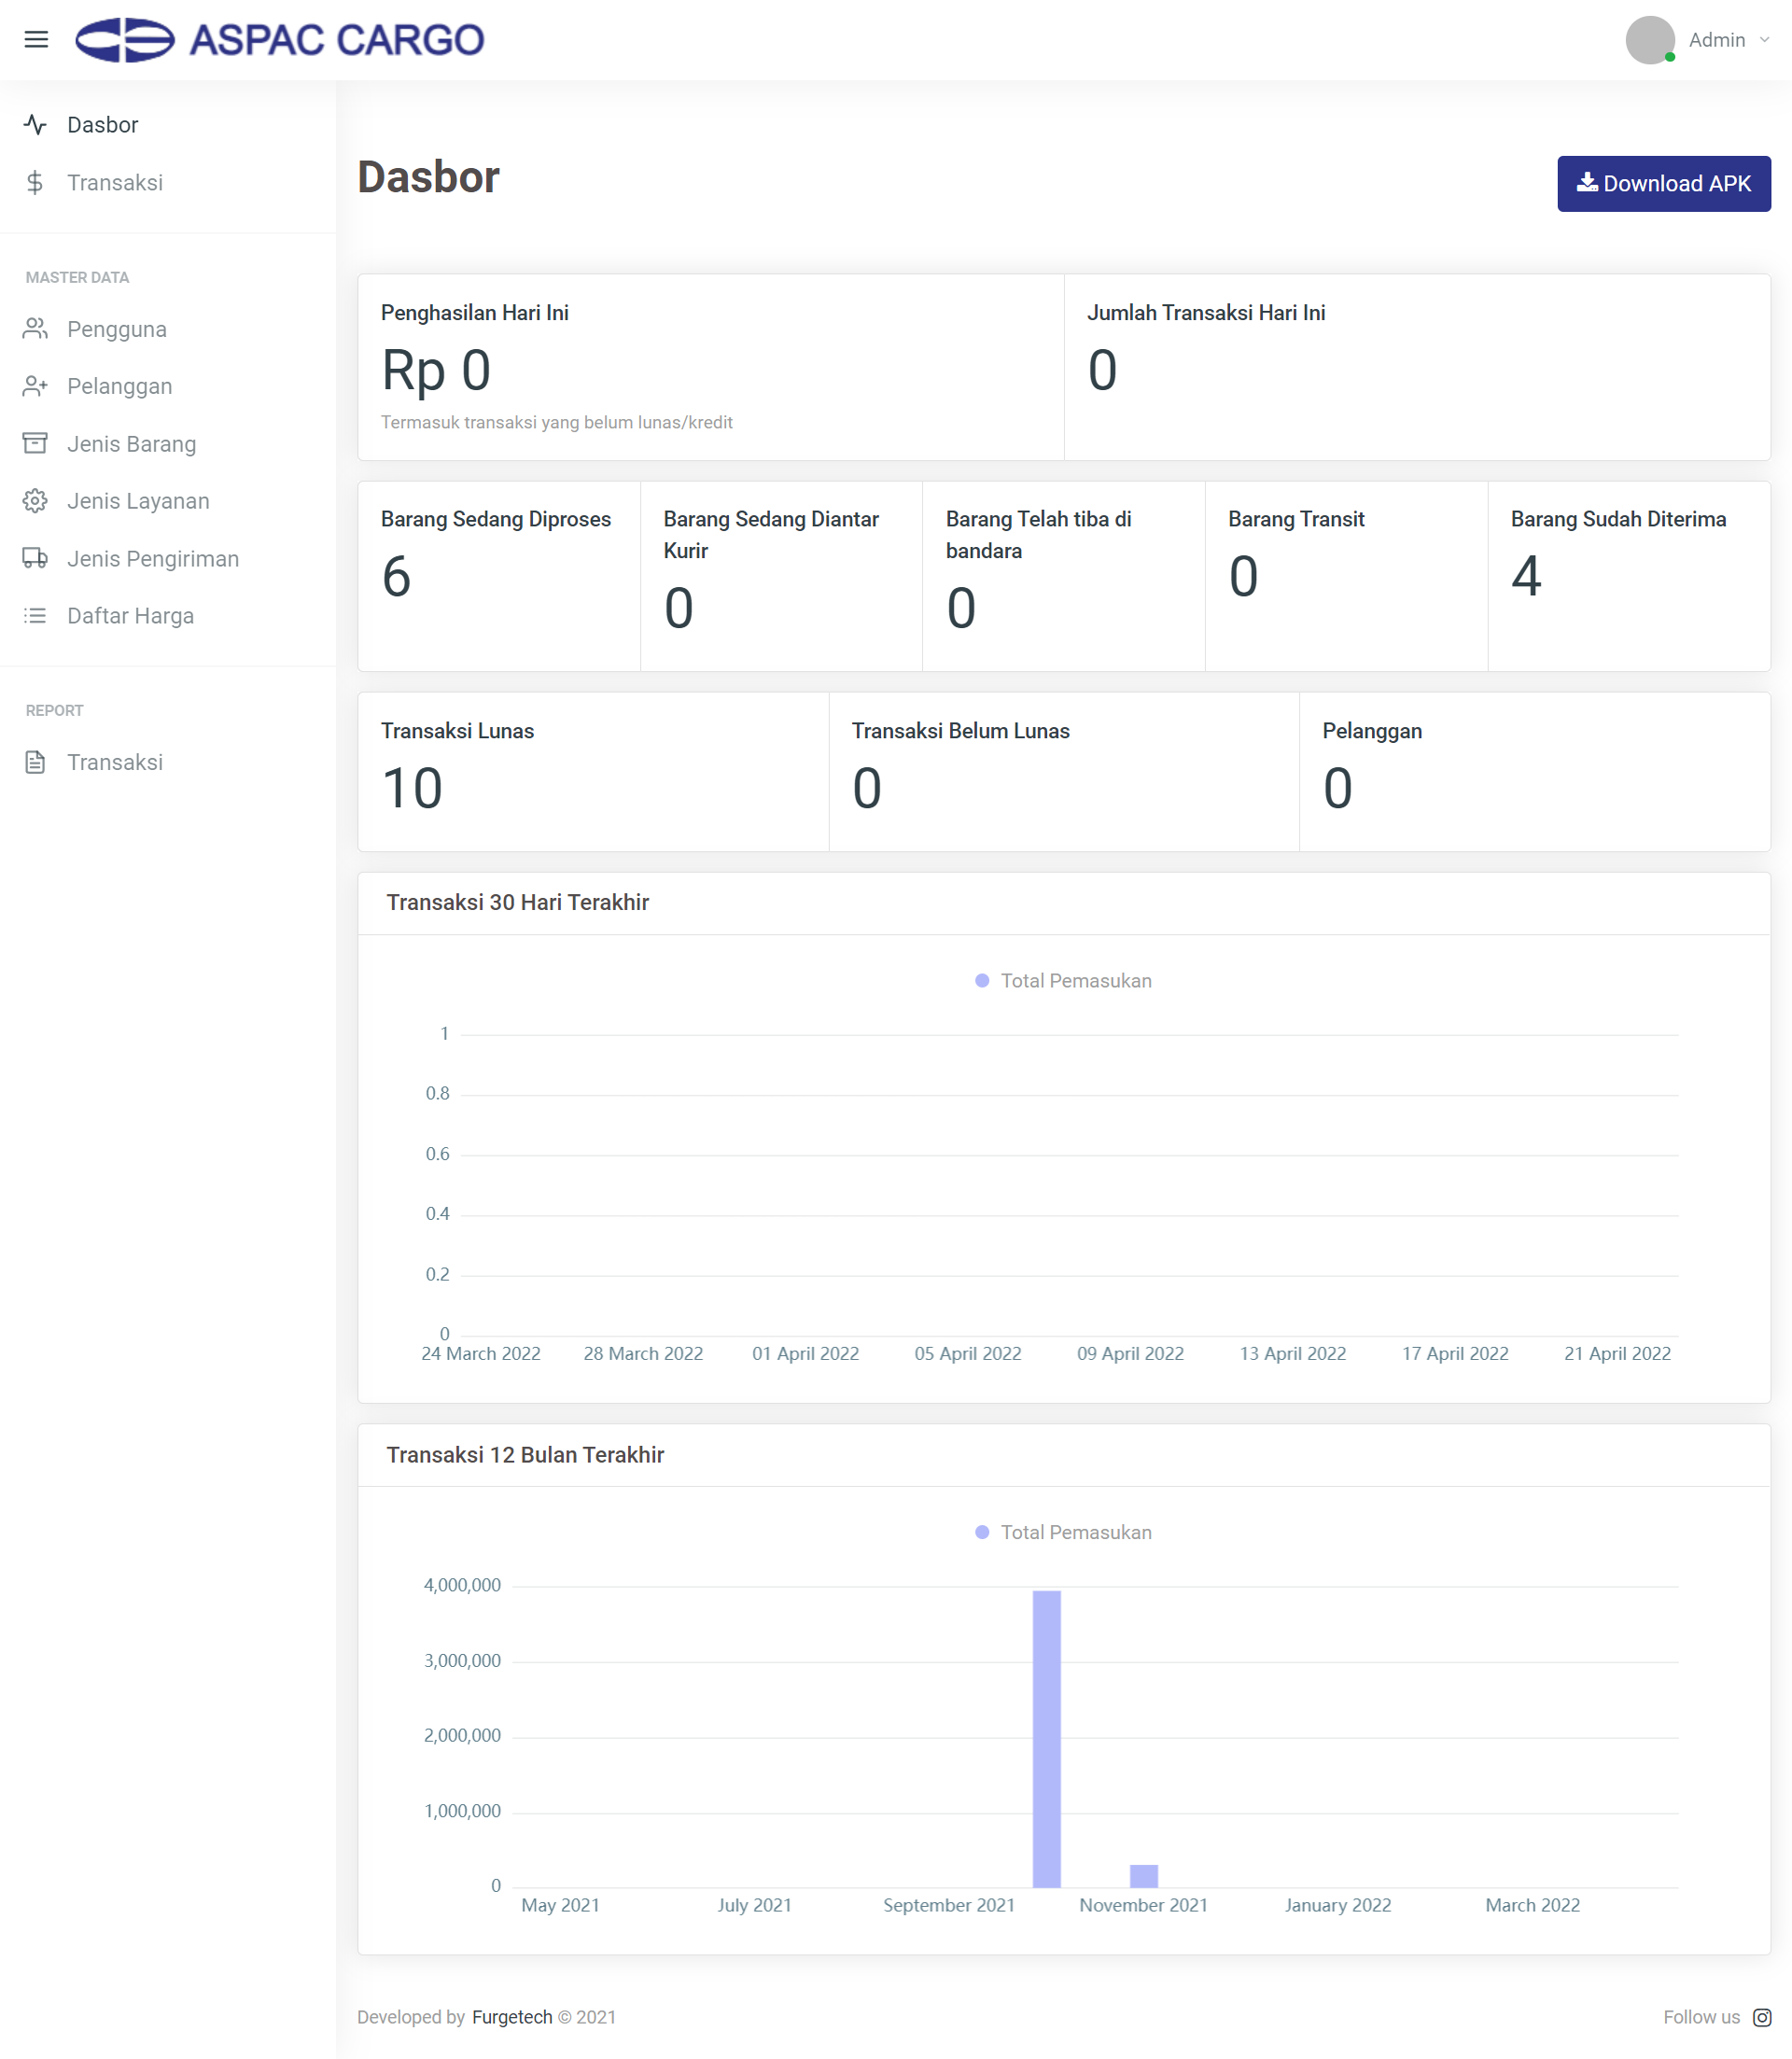 ASPAC CARGO
Admin
Dasbor
Transaksi
MASTER DATA
Pengguna
Pelanggan
Jenis Barang
Jenis Layanan
Jenis Pengiriman
Daftar Harga
REPORT
Transaksi
Dasbor
Download APK
Penghasilan Hari Ini
Rp 0
Termasuk transaksi yang belum lunas/kredit
Jumlah Transaksi Hari Ini
0
Barang Sedang Diproses
6
Barang Sedang Diantar
Kurir
0
Barang Telah tiba di
bandara
0
Barang Transit
0
Barang Sudah Diterima
4
Transaksi Lunas
10
Transaksi Belum Lunas
0
Pelanggan
0
Transaksi 30 Hari Terakhir
Total Pemasukan
1
0.8
0.6
0.4
0.2
0
24 March 2022 28 March 2022 01 April 2022 05 April 2022 09 April 2022 13 April 2022 17 April 2022 21 April 2022
Transaksi 12 Bulan Terakhir
Total Pemasukan
4,000,000
3,000,000
2,000,000
1,000,000
0
May 2021 July 2021 September 2021 November 2021 January 2022 March 2022
Developed by Furgetech © 2021
Follow us